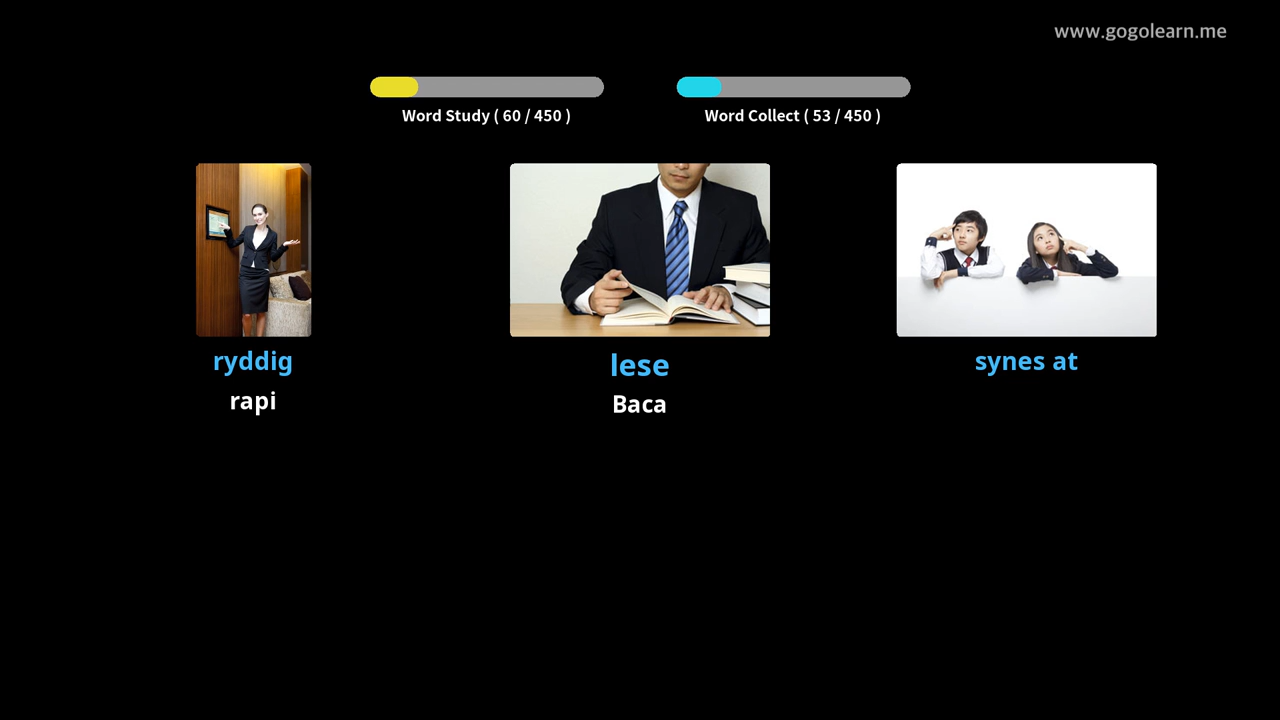 www.gogolearn.me
Word Study ( 60 / 450 )
Word Collect ( 53 / 450 )
ryddig
rapi
lese
Baca
synes at